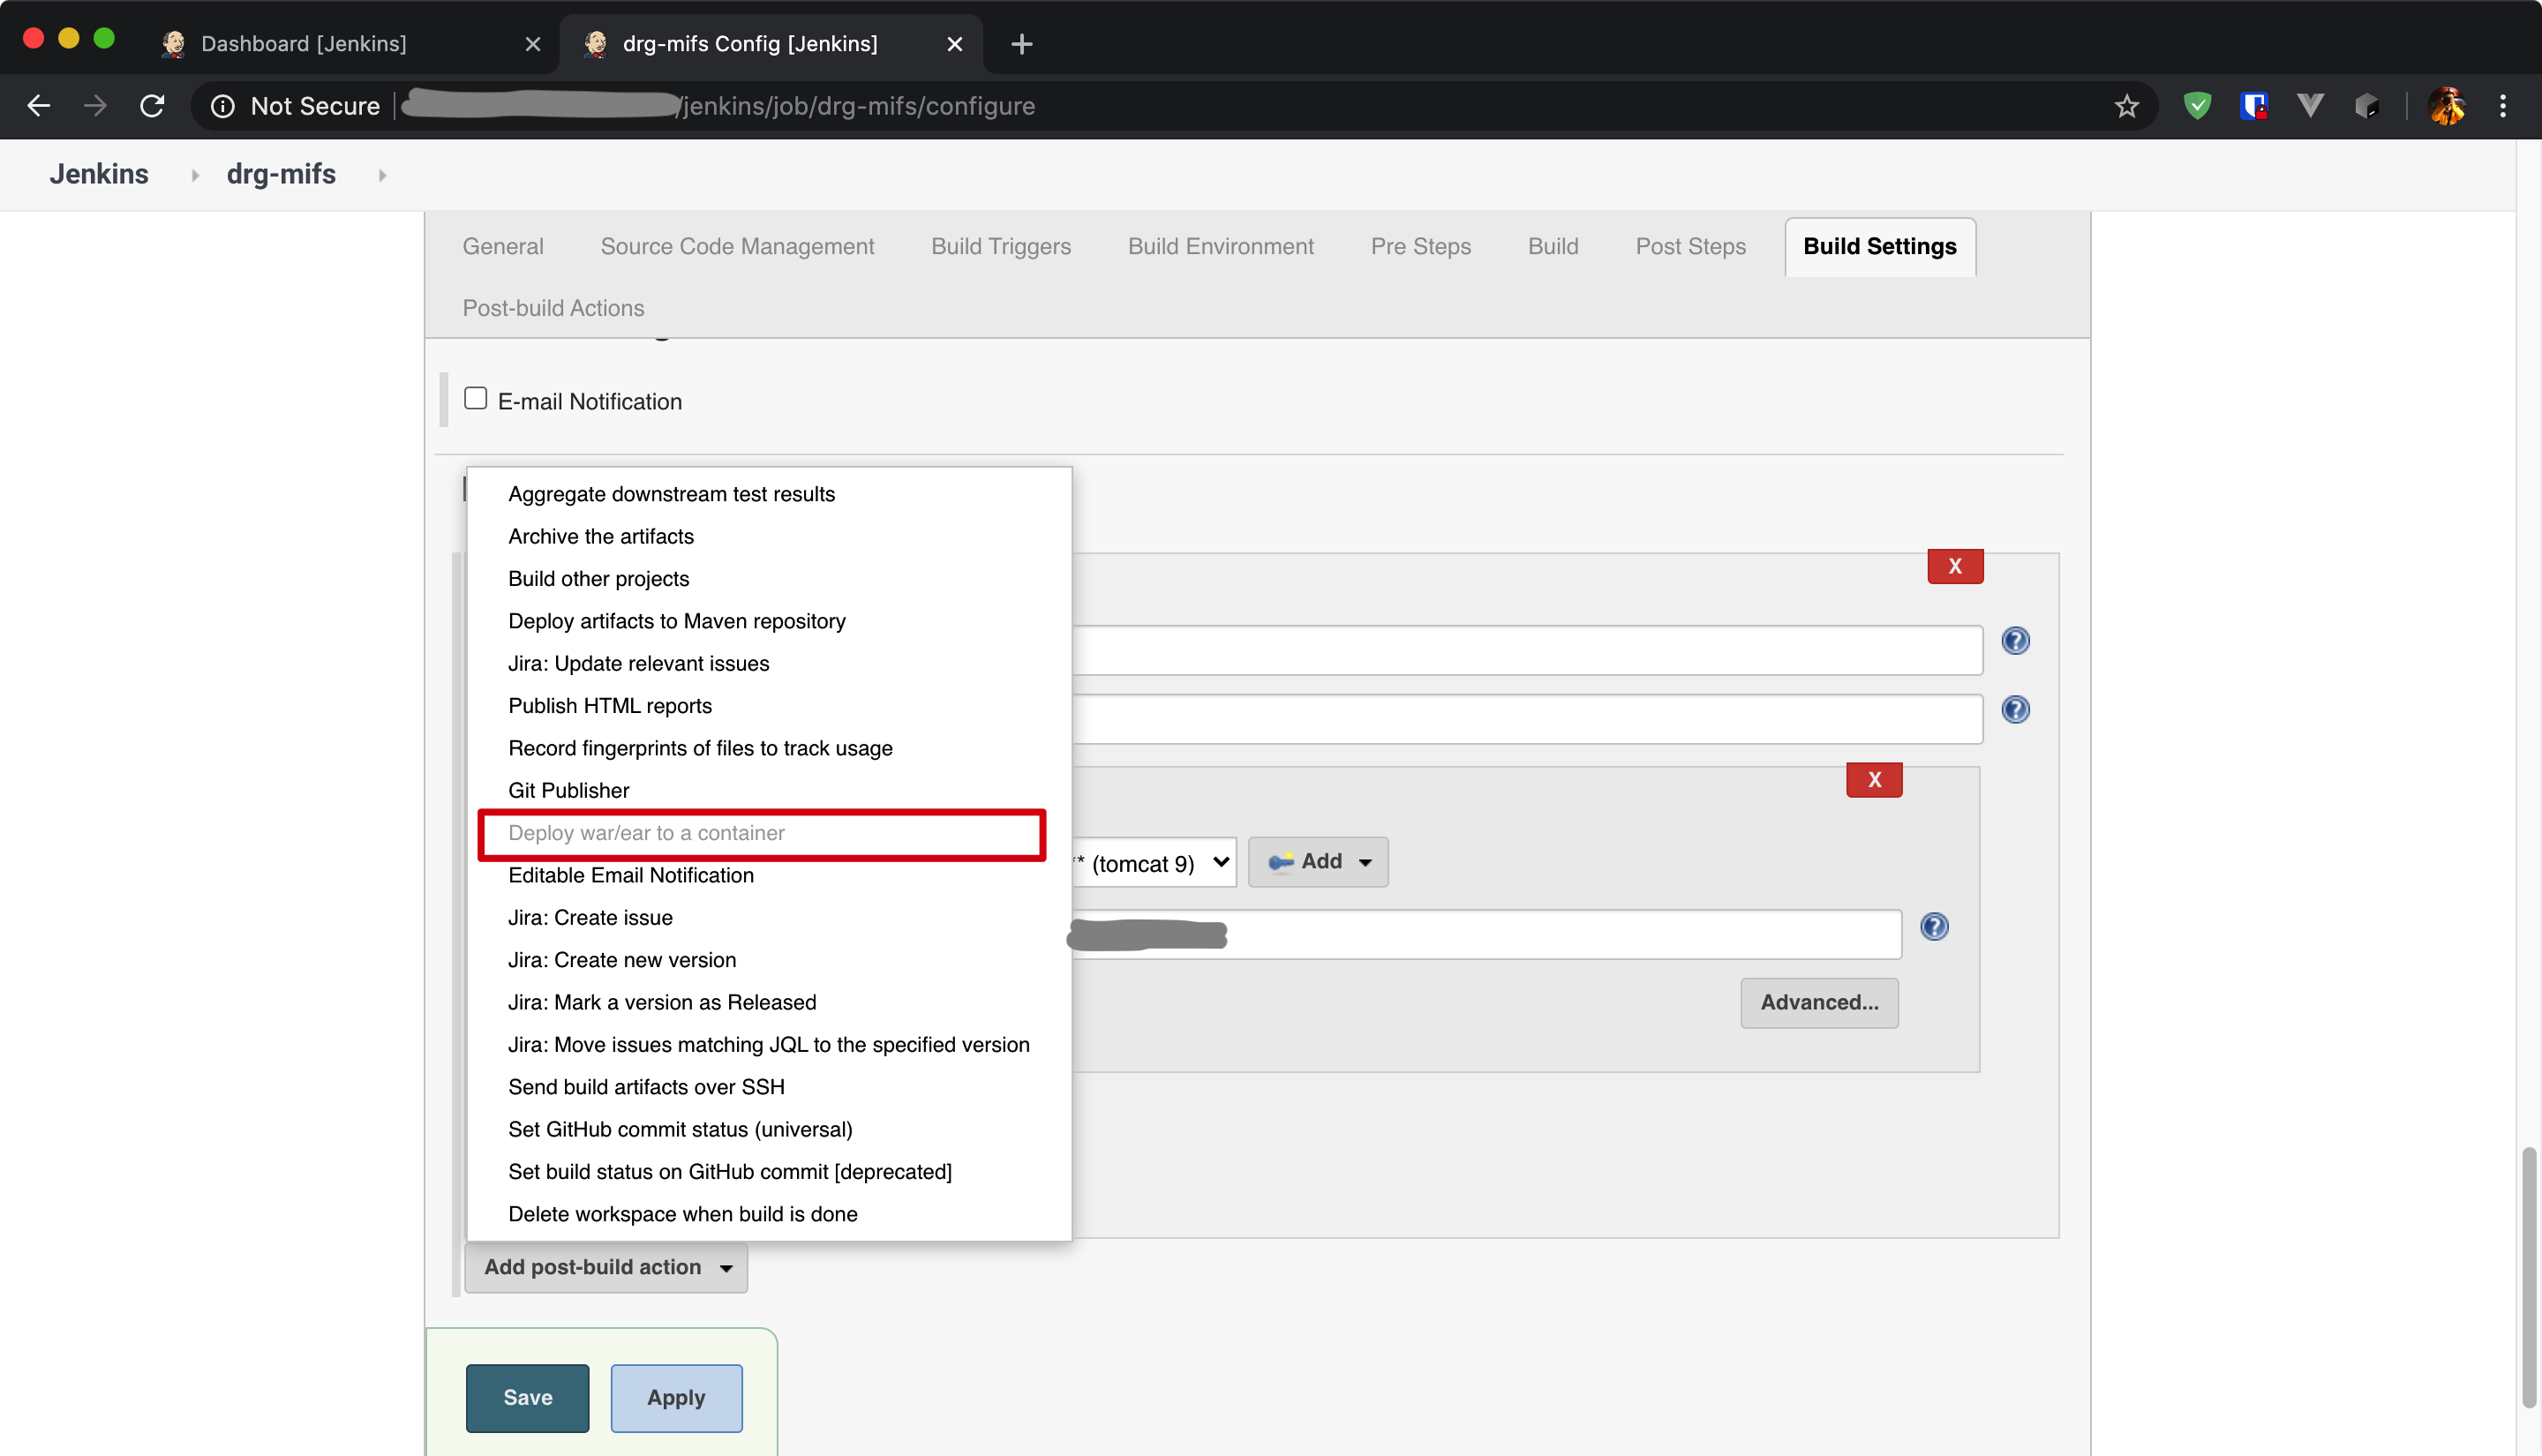 Dashboard [Jenkins]
drg-mifs Config [Jenkins]
Not Secure
/jenkins/job/drg-mifs/configure
Jenkins
drg-mifs
General
Source Code Management
Build Triggers
Build Environment
Pre Steps
Build
Post Steps
Build Settings
Post-build Actions
E-mail Notification
Aggregate downstream test results
Archive the artifacts
Build other projects
X
Deploy artifacts to Maven repository
Jira: Update relevant issues
Publish HTML reports
Record fingerprints of files to track usage
X
Git Publisher
Deploy war/ear to a container
* (tomcat 9)
Add
Editable Email Notification
Jira: Create issue
Jira: Create new version
Jira: Mark a version as Released
Advanced...
Jira: Move issues matching JQL to the specified version
Send build artifacts over SSH
Set GitHub commit status (universal)
Set build status on GitHub commit [deprecated]
Delete workspace when build is done
Add post-build action
Save
Apply